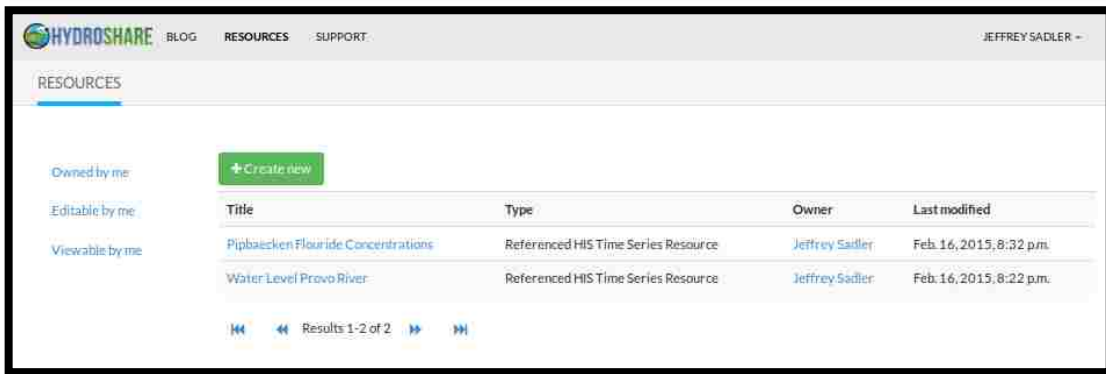 HYDROSHARE BLOG RESOURCES SUPPORT JEFFREY SADLER
RESOURCES
Owned by me
Editable by me
Viewable by me
+ Create new
Title Type Owner Last modified
Pipbaecken Flouride Concentrations Referenced HIS Time Series Resource Jeffrey Sadler Feb. 16, 2015, 8:32 p.m.
Water Level Provo River Referenced HIS Time Series Resource Jeffrey Sadler Feb. 16, 2015, 8:22 p.m.
Results 1-2 of 2